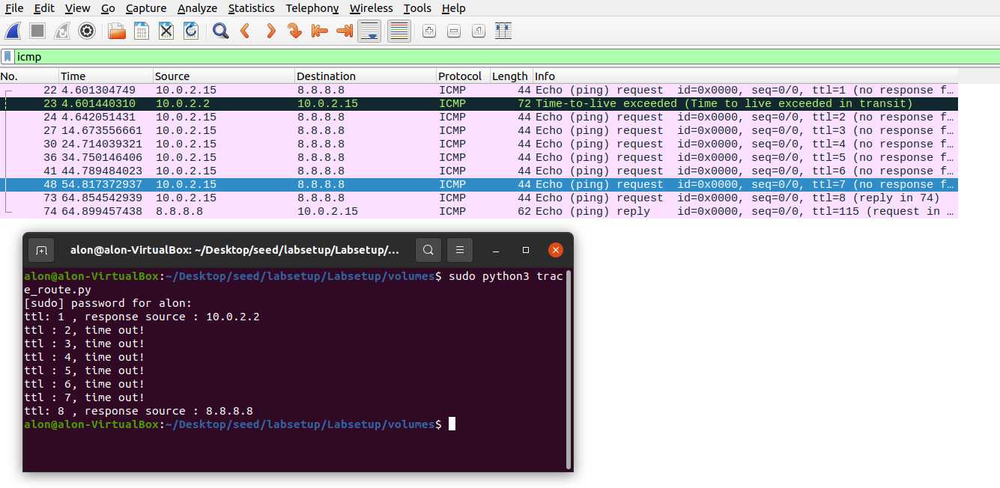 File Edit View Go Capture Analyze Statistics Telephony Wireless Tools Help
icmp
No. Time Source Destination Protocol Length Info
22 4.601304749 10.0.2.15 8.8.8.8 ICMP 44 Echo (ping) request id=0x0000, seq=0/0, ttl=1 (no response f…
23 4.601440310 10.0.2.2 10.0.2.15 ICMP 72 Time-to-live exceeded (Time to live exceeded in transit)
24 4.642051431 10.0.2.15 8.8.8.8 ICMP 44 Echo (ping) request id=0x0000, seq=0/0, ttl=2 (no response f…
27 14.673556661 10.0.2.15 8.8.8.8 ICMP 44 Echo (ping) request id=0x0000, seq=0/0, ttl=3 (no response f…
30 24.714039321 10.0.2.15 8.8.8.8 ICMP 44 Echo (ping) request id=0x0000, seq=0/0, ttl=4 (no response f…
36 34.750146406 10.0.2.15 8.8.8.8 ICMP 44 Echo (ping) request id=0x0000, seq=0/0, ttl=5 (no response f…
41 44.789484023 10.0.2.15 8.8.8.8 ICMP 44 Echo (ping) request id=0x0000, seq=0/0, ttl=6 (no response f…
48 54.817372937 10.0.2.15 8.8.8.8 ICMP 44 Echo (ping) request id=0x0000, seq=0/0, ttl=7 (no response f…
73 64.854542939 10.0.2.15 8.8.8.8 ICMP 44 Echo (ping) request id=0x0000, seq=0/0, ttl=8 (reply in 74)
74 64.899457438 8.8.8.8 10.0.2.15 ICMP 62 Echo (ping) reply id=0x0000, seq=0/0, ttl=115 (request in …
alon@alon-VirtualBox: ~/Desktop/seed/labsetup/Labsetup/...
alon@alon-VirtualBox:~/Desktop/seed/labsetup/Labsetup/volumes$ sudo python3 trac
e_route.py
[sudo] password for alon:
ttl: 1 , response source : 10.0.2.2
ttl : 2, time out!
ttl : 3, time out!
ttl : 4, time out!
ttl : 5, time out!
ttl : 6, time out!
ttl : 7, time out!
ttl: 8 , response source : 8.8.8.8
alon@alon-VirtualBox:~/Desktop/seed/labsetup/Labsetup/volumes$